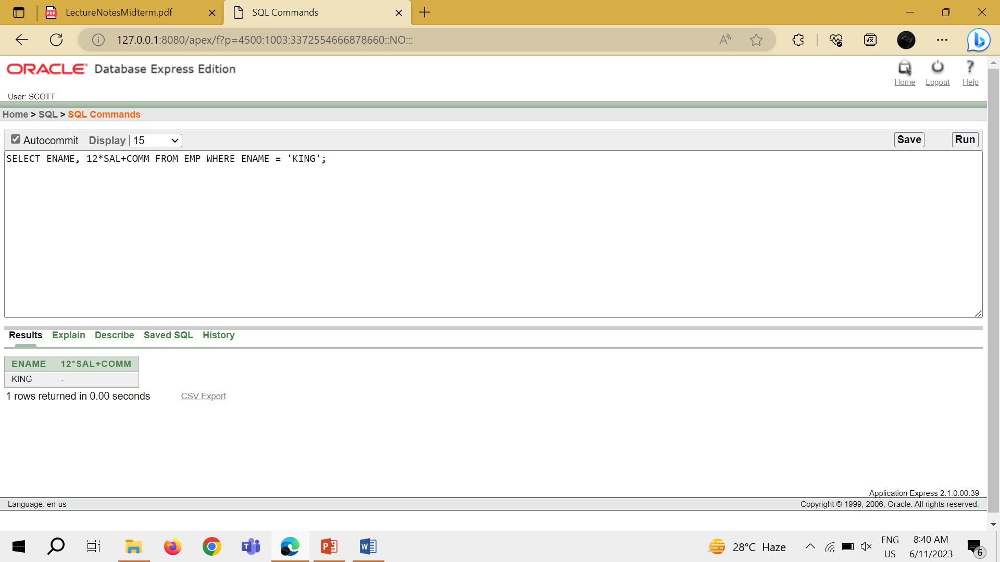 LectureNotesMidterm.pdf
SQL Commands
127.0.0.1:8080/apex/f?p=4500:1003:3372554666878660::NO:::
ORACLE Database Express Edition
Home Logout Help
User: SCOTT
Home > SQL > SQL Commands
Autocommit Display 15
Save Run
SELECT ENAME, 12*SAL+COMM FROM EMP WHERE ENAME = 'KING';
Results Explain Describe Saved SQL History
ENAME 12*SAL+COMM
KING -
1 rows returned in 0.00 seconds CSV Export
Application Express 2.1.0.00.39
Language: en-us
Copyright © 1999, 2006, Oracle. All rights reserved.
28°C Haze
ENG
US
8:40 AM
6/11/2023
6